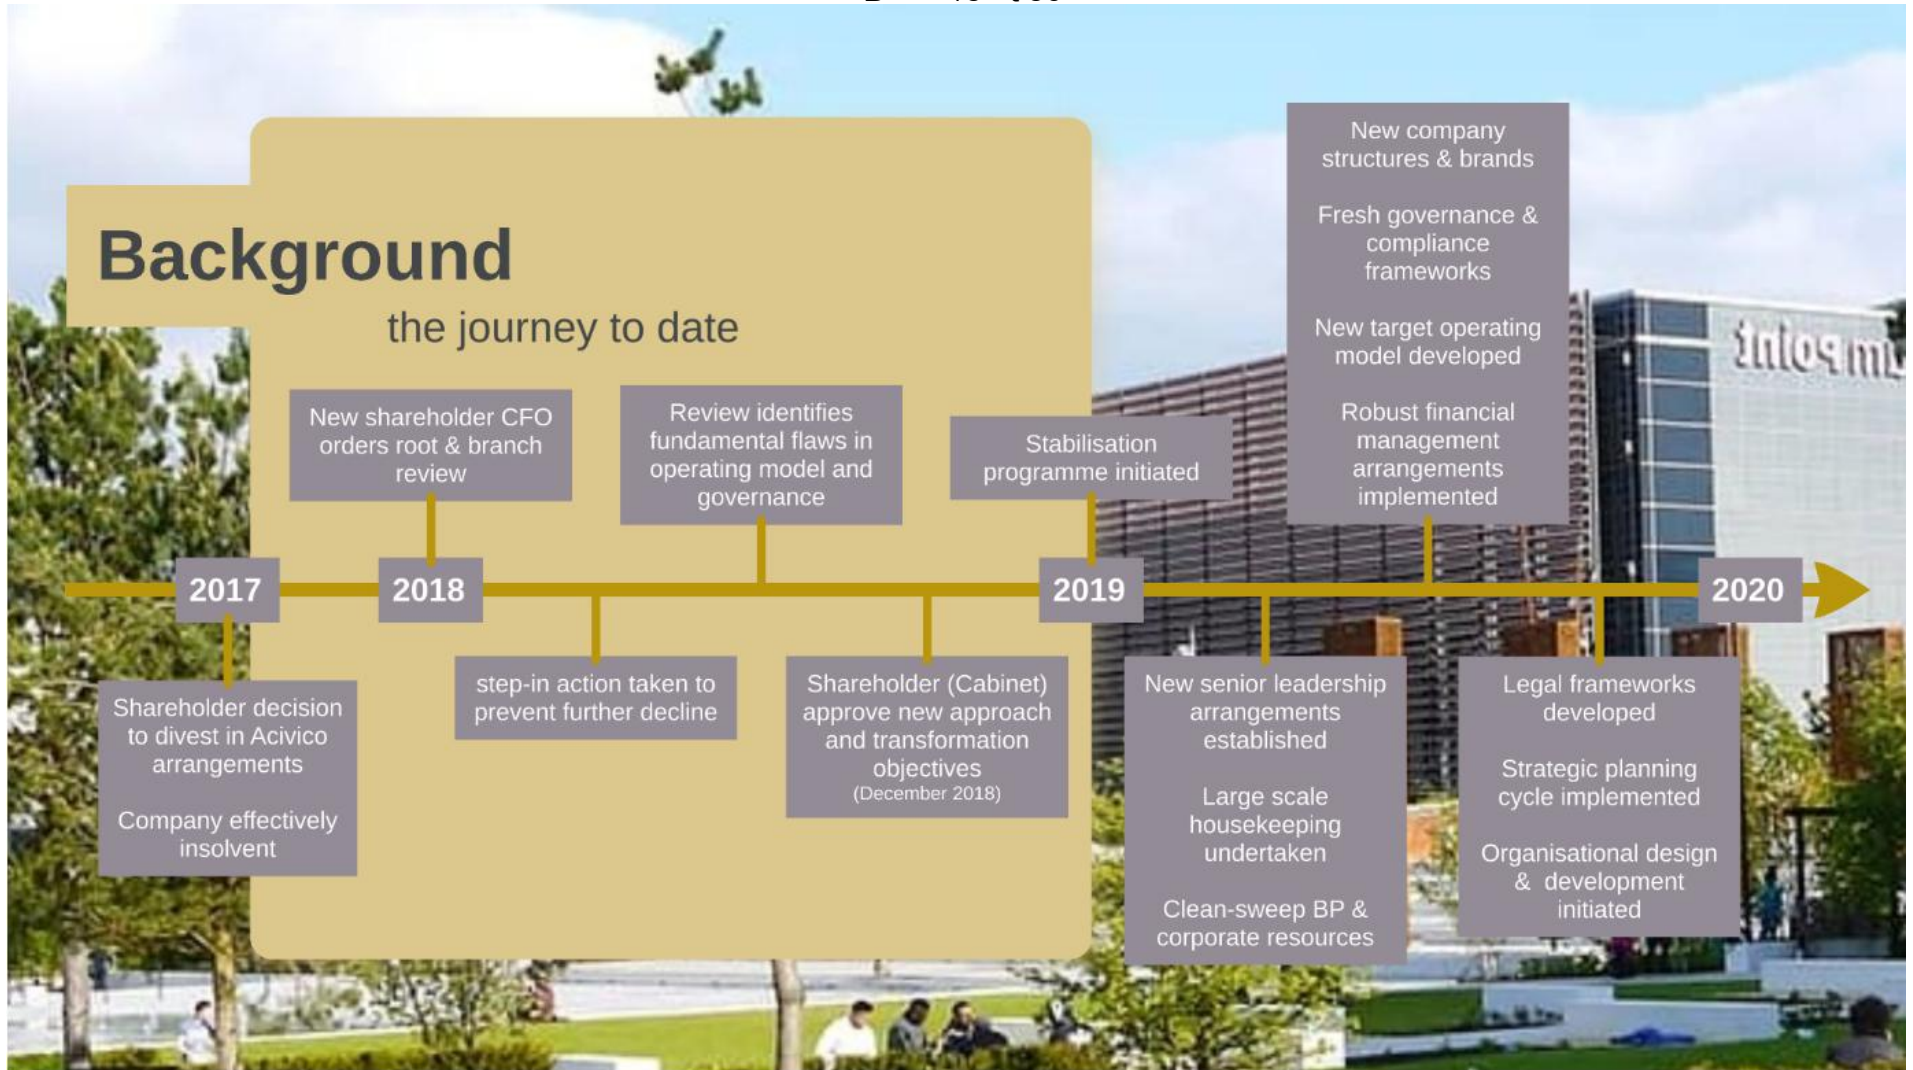 Background
the journey to date
New shareholder CFO
orders root & branch
review
Review identifies
fundamental flaws in
operating model and
governance
Stabilisation
programme initiated
New company
structures & brands
Fresh governance &
compliance
frameworks
New target operating
model developed
Robust financial
management
arrangements
implemented
2017
2018
2019
2020
Shareholder decision
to divest in Acivico
arrangements
Company effectively
insolvent
step-in action taken to
prevent further decline
Shareholder (Cabinet)
approve new approach
and transformation
objectives
(December 2018)
New senior leadership
arrangements
established
Large scale
housekeeping
undertaken
Clean-sweep BP &
corporate resources
Legal frameworks
developed
Strategic planning
cycle implemented
Organisational design
& development
initiated